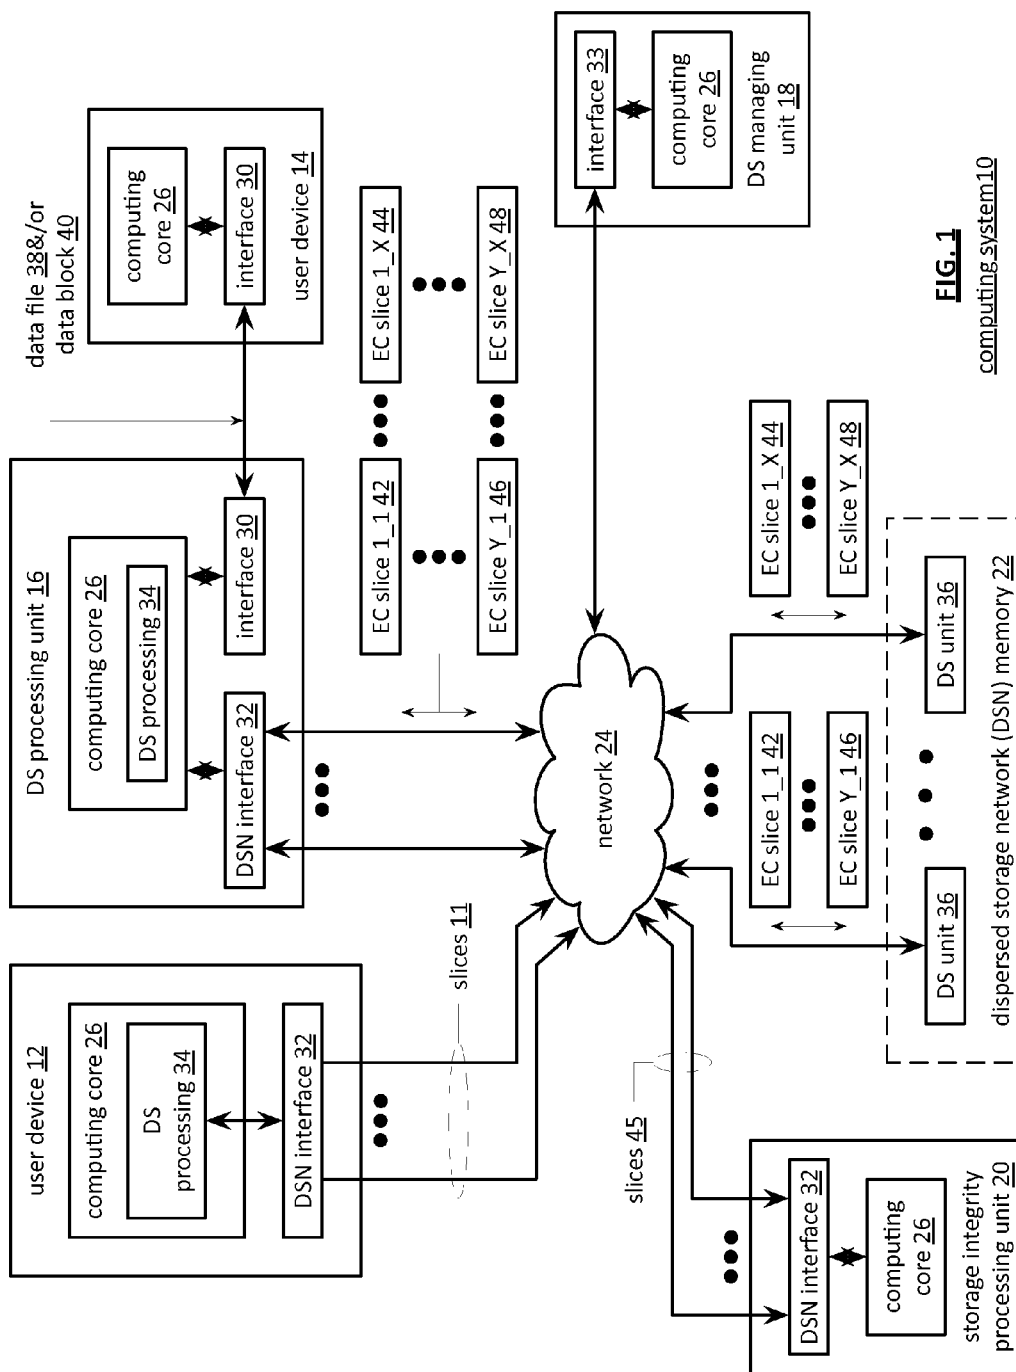 user device 12
computing core 26
DS
processing 34
DSN interface 32
slices 11
DS processing unit 16
computing core 26
DS processing 34
DSN interface 32
interface 30
data file 38&/or
data block 40
computing
core 26
interface 30
user device 14
EC slice 1_1 42
EC slice 1_X 44
EC slice Y_1 46
EC slice Y_X 48
network 24
interface 33
computing
core 26
DS managing
unit 18
slices 45
DSN interface 32
computing
core 26
storage integrity
processing unit 20
EC slice 1_1 42
EC slice Y_1 46
EC slice 1_X 44
EC slice Y_X 48
DS unit 36
DS unit 36
dispersed storage network (DSN) memory 22
FIG. 1
computing system10